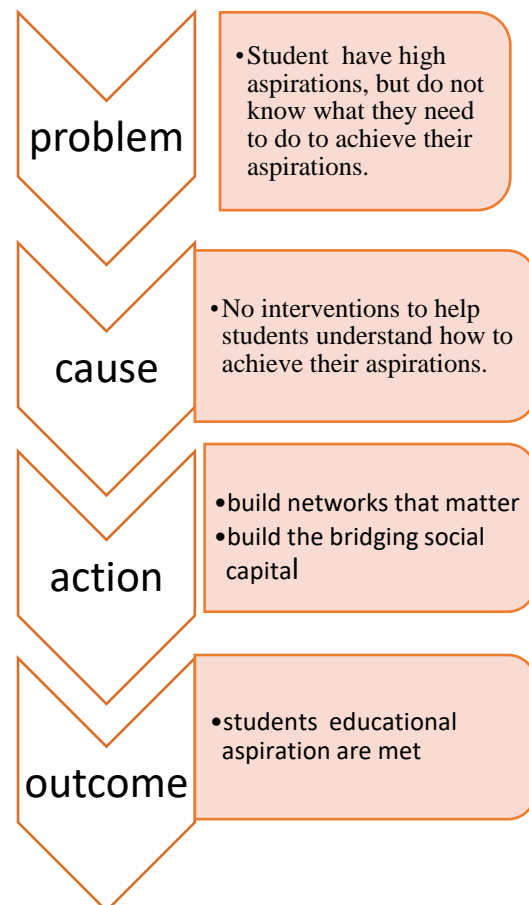 problem
•Student have high
aspirations, but do not
know what they need
to do to achieve their
aspirations.
cause
•No interventions to help
students understand how to
achieve their aspirations.
action
•build networks that matter
•build the bridging social
capital
outcome
•students educational
aspiration are met